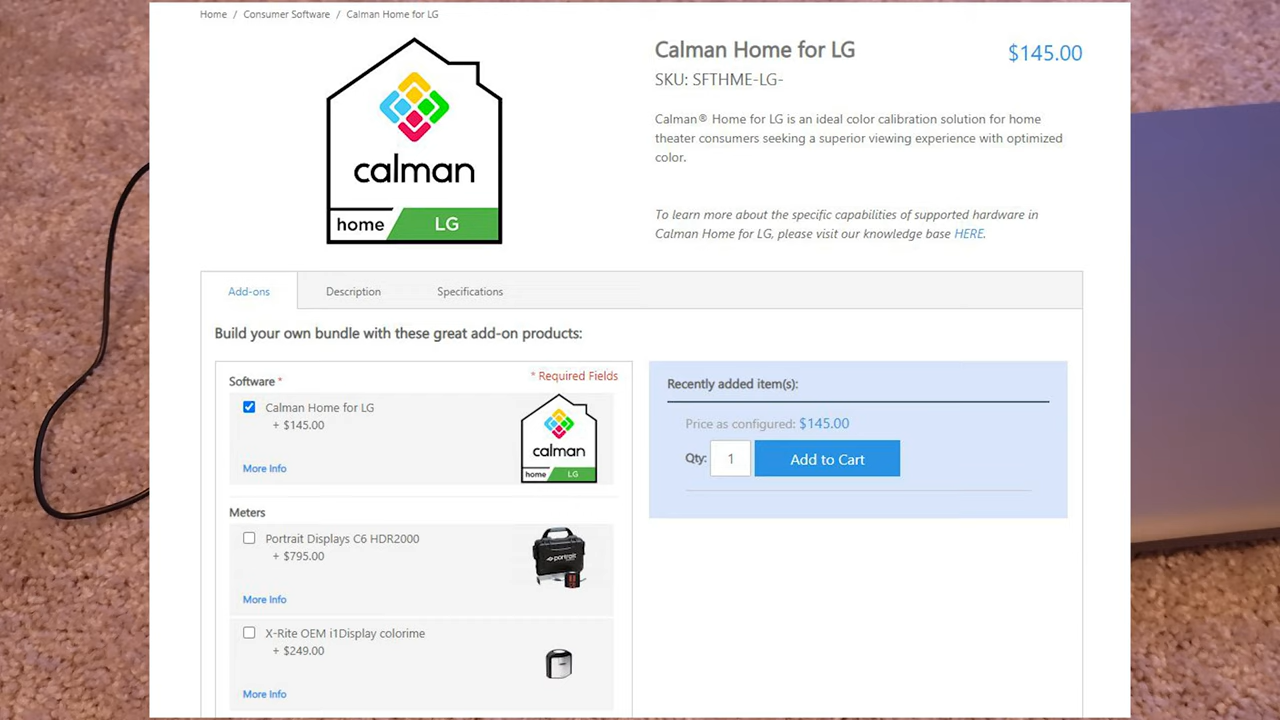 Home / Consumer Software / Calman Home for LG
calman
home LG
Calman Home for LG
$145.00
SKU: SFTHME-LG-
Calman® Home for LG is an ideal color calibration solution for home
theater consumers seeking a superior viewing experience with optimized
color.
To learn more about the specific capabilities of supported hardware in
Calman Home for LG, please visit our knowledge base HERE.
Add-ons
Description
Specifications
Build your own bundle with these great add-on products:
* Required Fields
Software *
Calman Home for LG
+ $145.00
More Info
calman
home LG
Meters
Portrait Displays C6 HDR2000
+ $795.00
More Info
portrait
X-Rite OEM i1Display colorime
+ $249.00
More Info
Recently added item(s):
Price as configured: $145.00
Qty: 1 Add to Cart